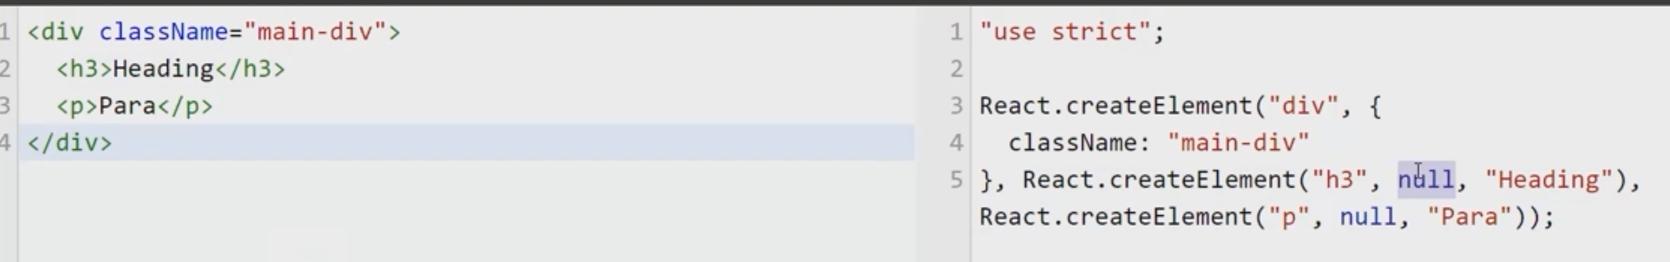 1 <div className="main-div">
2   <h3>Heading</h3>
3   <p>Para</p>
4 </div>
1 "use strict";
2
3 React.createElement("div", {
4   className: "main-div"
5 }, React.createElement("h3", null, "Heading"),
React.createElement("p", null, "Para"));